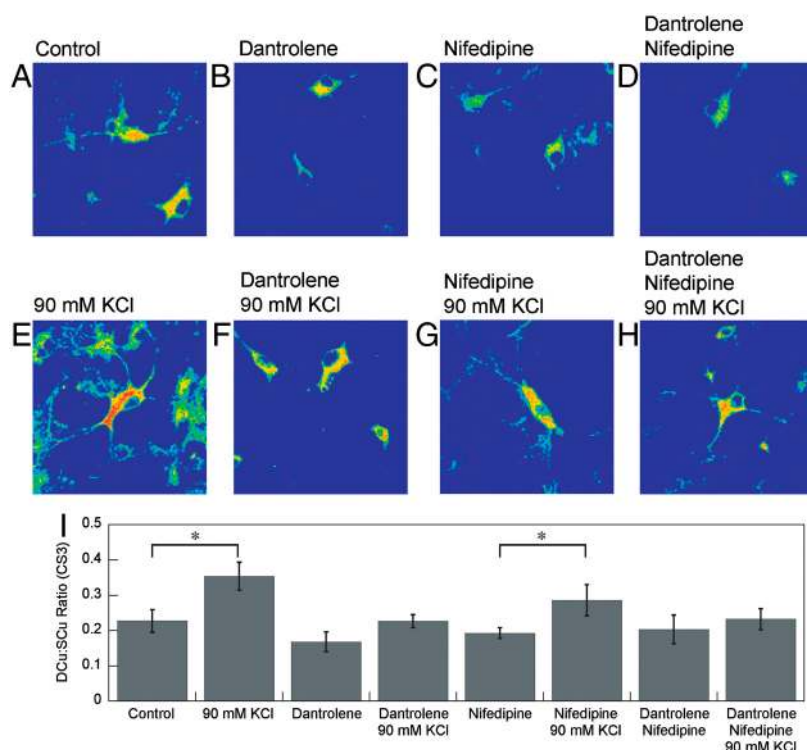 Control
Dantrolene
Nifedipine
Dantrolene
Nifedipine
A
B
C
D
90 mM KCl
Dantrolene
90 mM KCl
Nifedipine
90 mM KCl
Dantrolene
Nifedipine
90 mM KCl
E
F
G
H
I
DCu:SCu Ratio (CS3)
0.5
0.4
0.3
0.2
0.1
0
*
*
Control
90 mM KCl
Dantrolene
Dantrolene
90 mM KCl
Nifedipine
Nifedipine
90 mM KCl
Dantrolene
Nifedipine
Dantrolene
Nifedipine
90 mM KCl